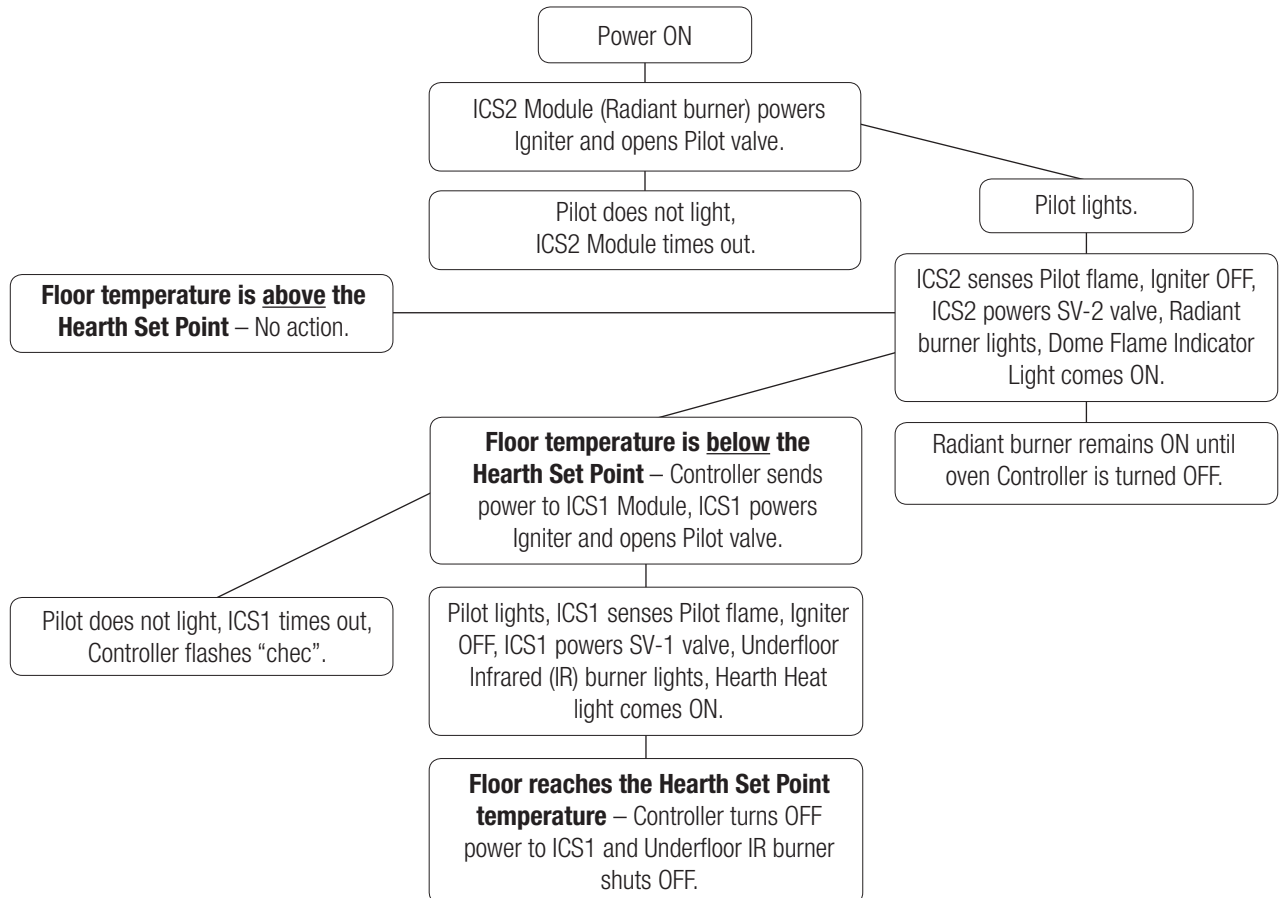 Power ON
ICS2 Module (Radiant burner) powers
Igniter and opens Pilot valve.
Pilot does not light,
ICS2 Module times out.
Pilot lights.
Floor temperature is above the
Hearth Set Point – No action.
ICS2 senses Pilot flame, Igniter OFF,
ICS2 powers SV-2 valve, Radiant
burner lights, Dome Flame Indicator
Light comes ON.
Radiant burner remains ON until
oven Controller is turned OFF.
Floor temperature is below the
Hearth Set Point – Controller sends
power to ICS1 Module, ICS1 powers
Igniter and opens Pilot valve.
Pilot does not light, ICS1 times out,
Controller flashes “chec”.
Pilot lights, ICS1 senses Pilot flame, Igniter
OFF, ICS1 powers SV-1 valve, Underfloor
Infrared (IR) burner lights, Hearth Heat
light comes ON.
Floor reaches the Hearth Set Point
temperature – Controller turns OFF
power to ICS1 and Underfloor IR burner
shuts OFF.